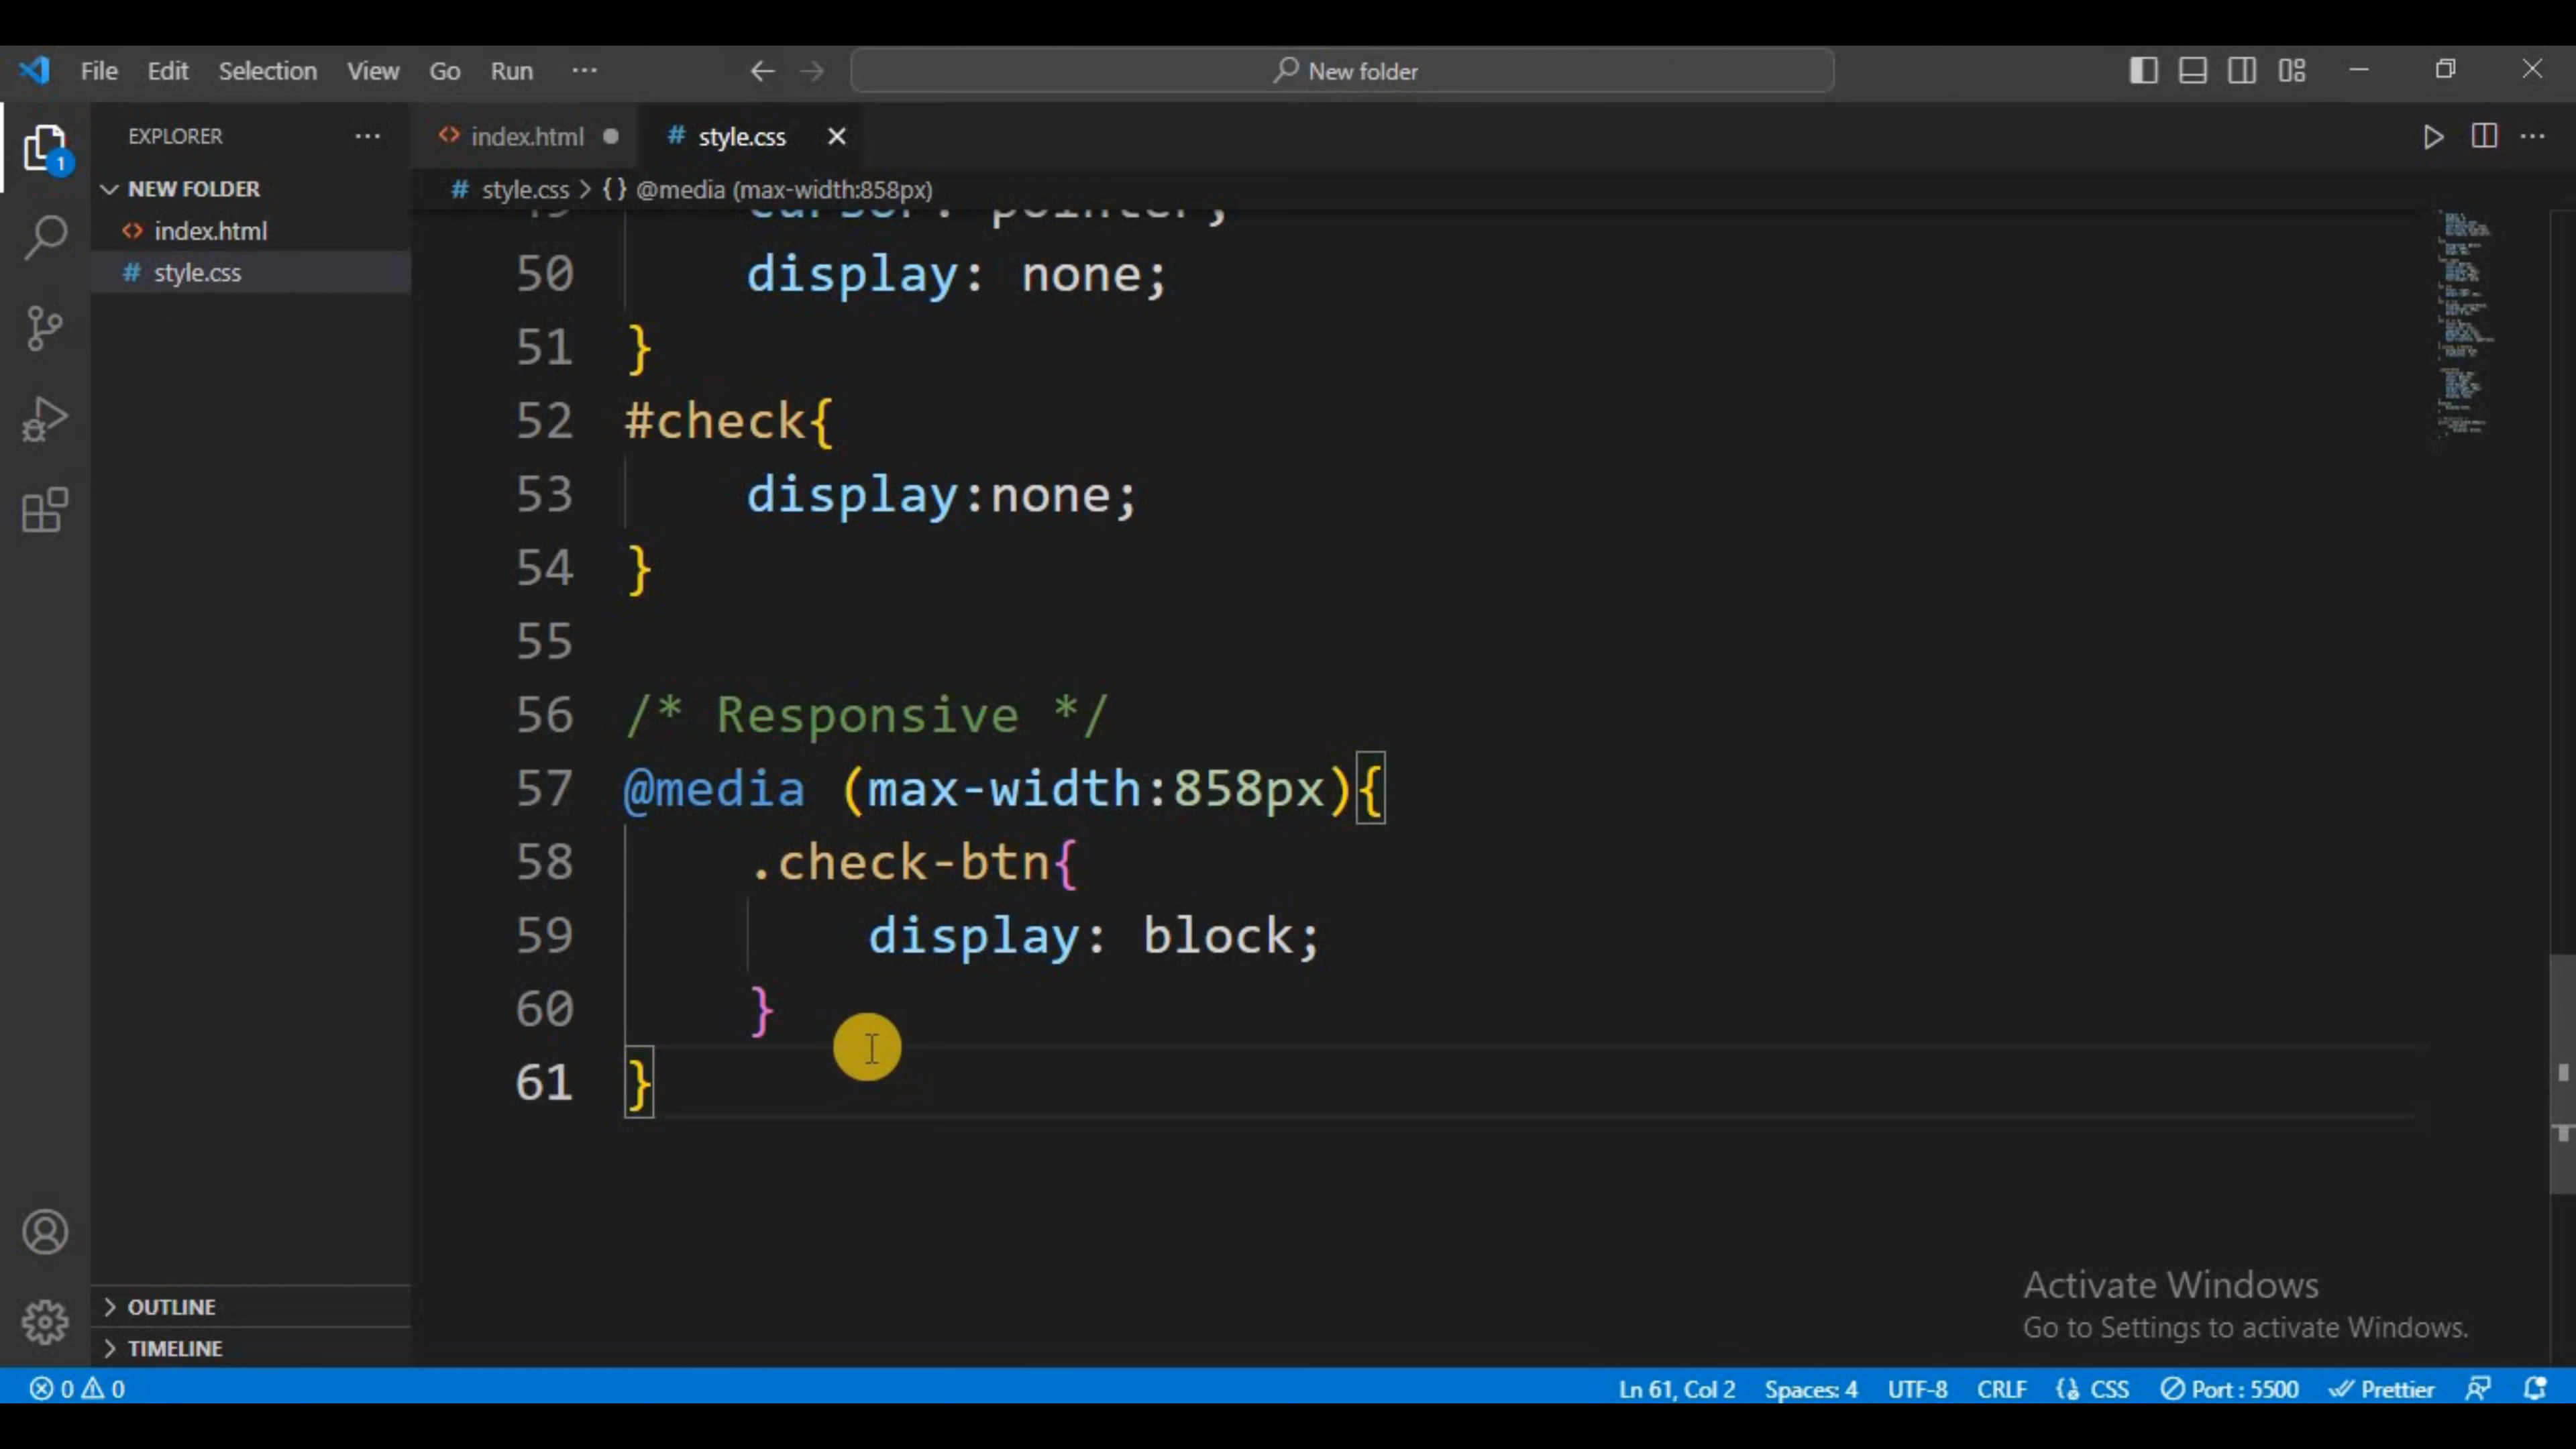 File Edit Selection View Go Run ··· New folder
EXPLORER ···
index.html
style.css
NEW FOLDER
style.css > {} @media (max-width:858px)
index.html
style.css
1
49 cursor: pointer;
50 display: none;
51 }
52 #check{
53 display:none;
54 }
55
56 /* Responsive */
57 @media (max-width:858px){
58 .check-btn{
59 display: block;
60 }
61 }
OUTLINE
TIMELINE
Activate Windows
Go to Settings to activate Windows.
0 0 Ln 61, Col 2 Spaces: 4 UTF-8 CRLF CSS Port : 5500 Prettier